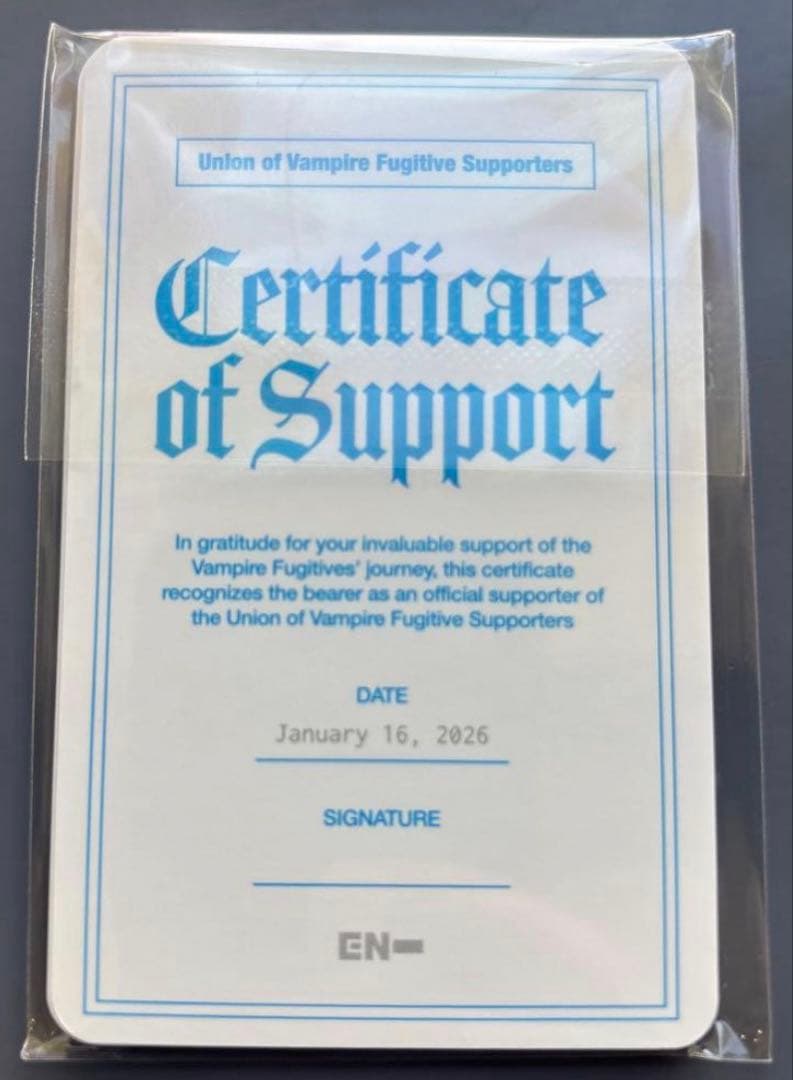 Union of Vampire Fugitive Supporters
Certificate
of Support
In gratitude for your invaluable support of the
Vampire Fugitives' journey, this certificate
recognizes the bearer as an official supporter of
the Union of Vampire Fugitive Supporters
DATE
January 16, 2026
SIGNATURE
EN-